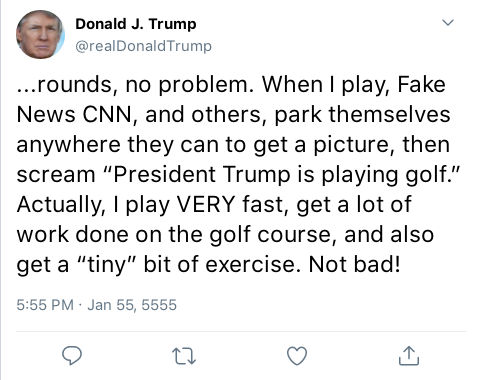 Donald J. Trump
@realDonaldTrump
...rounds, no problem. When I play, Fake
News CNN, and others, park themselves
anywhere they can to get a picture, then
scream “President Trump is playing golf.”
Actually, I play VERY fast, get a lot of
work done on the golf course, and also
get a “tiny” bit of exercise. Not bad!
5:55 PM · Jan 55, 5555